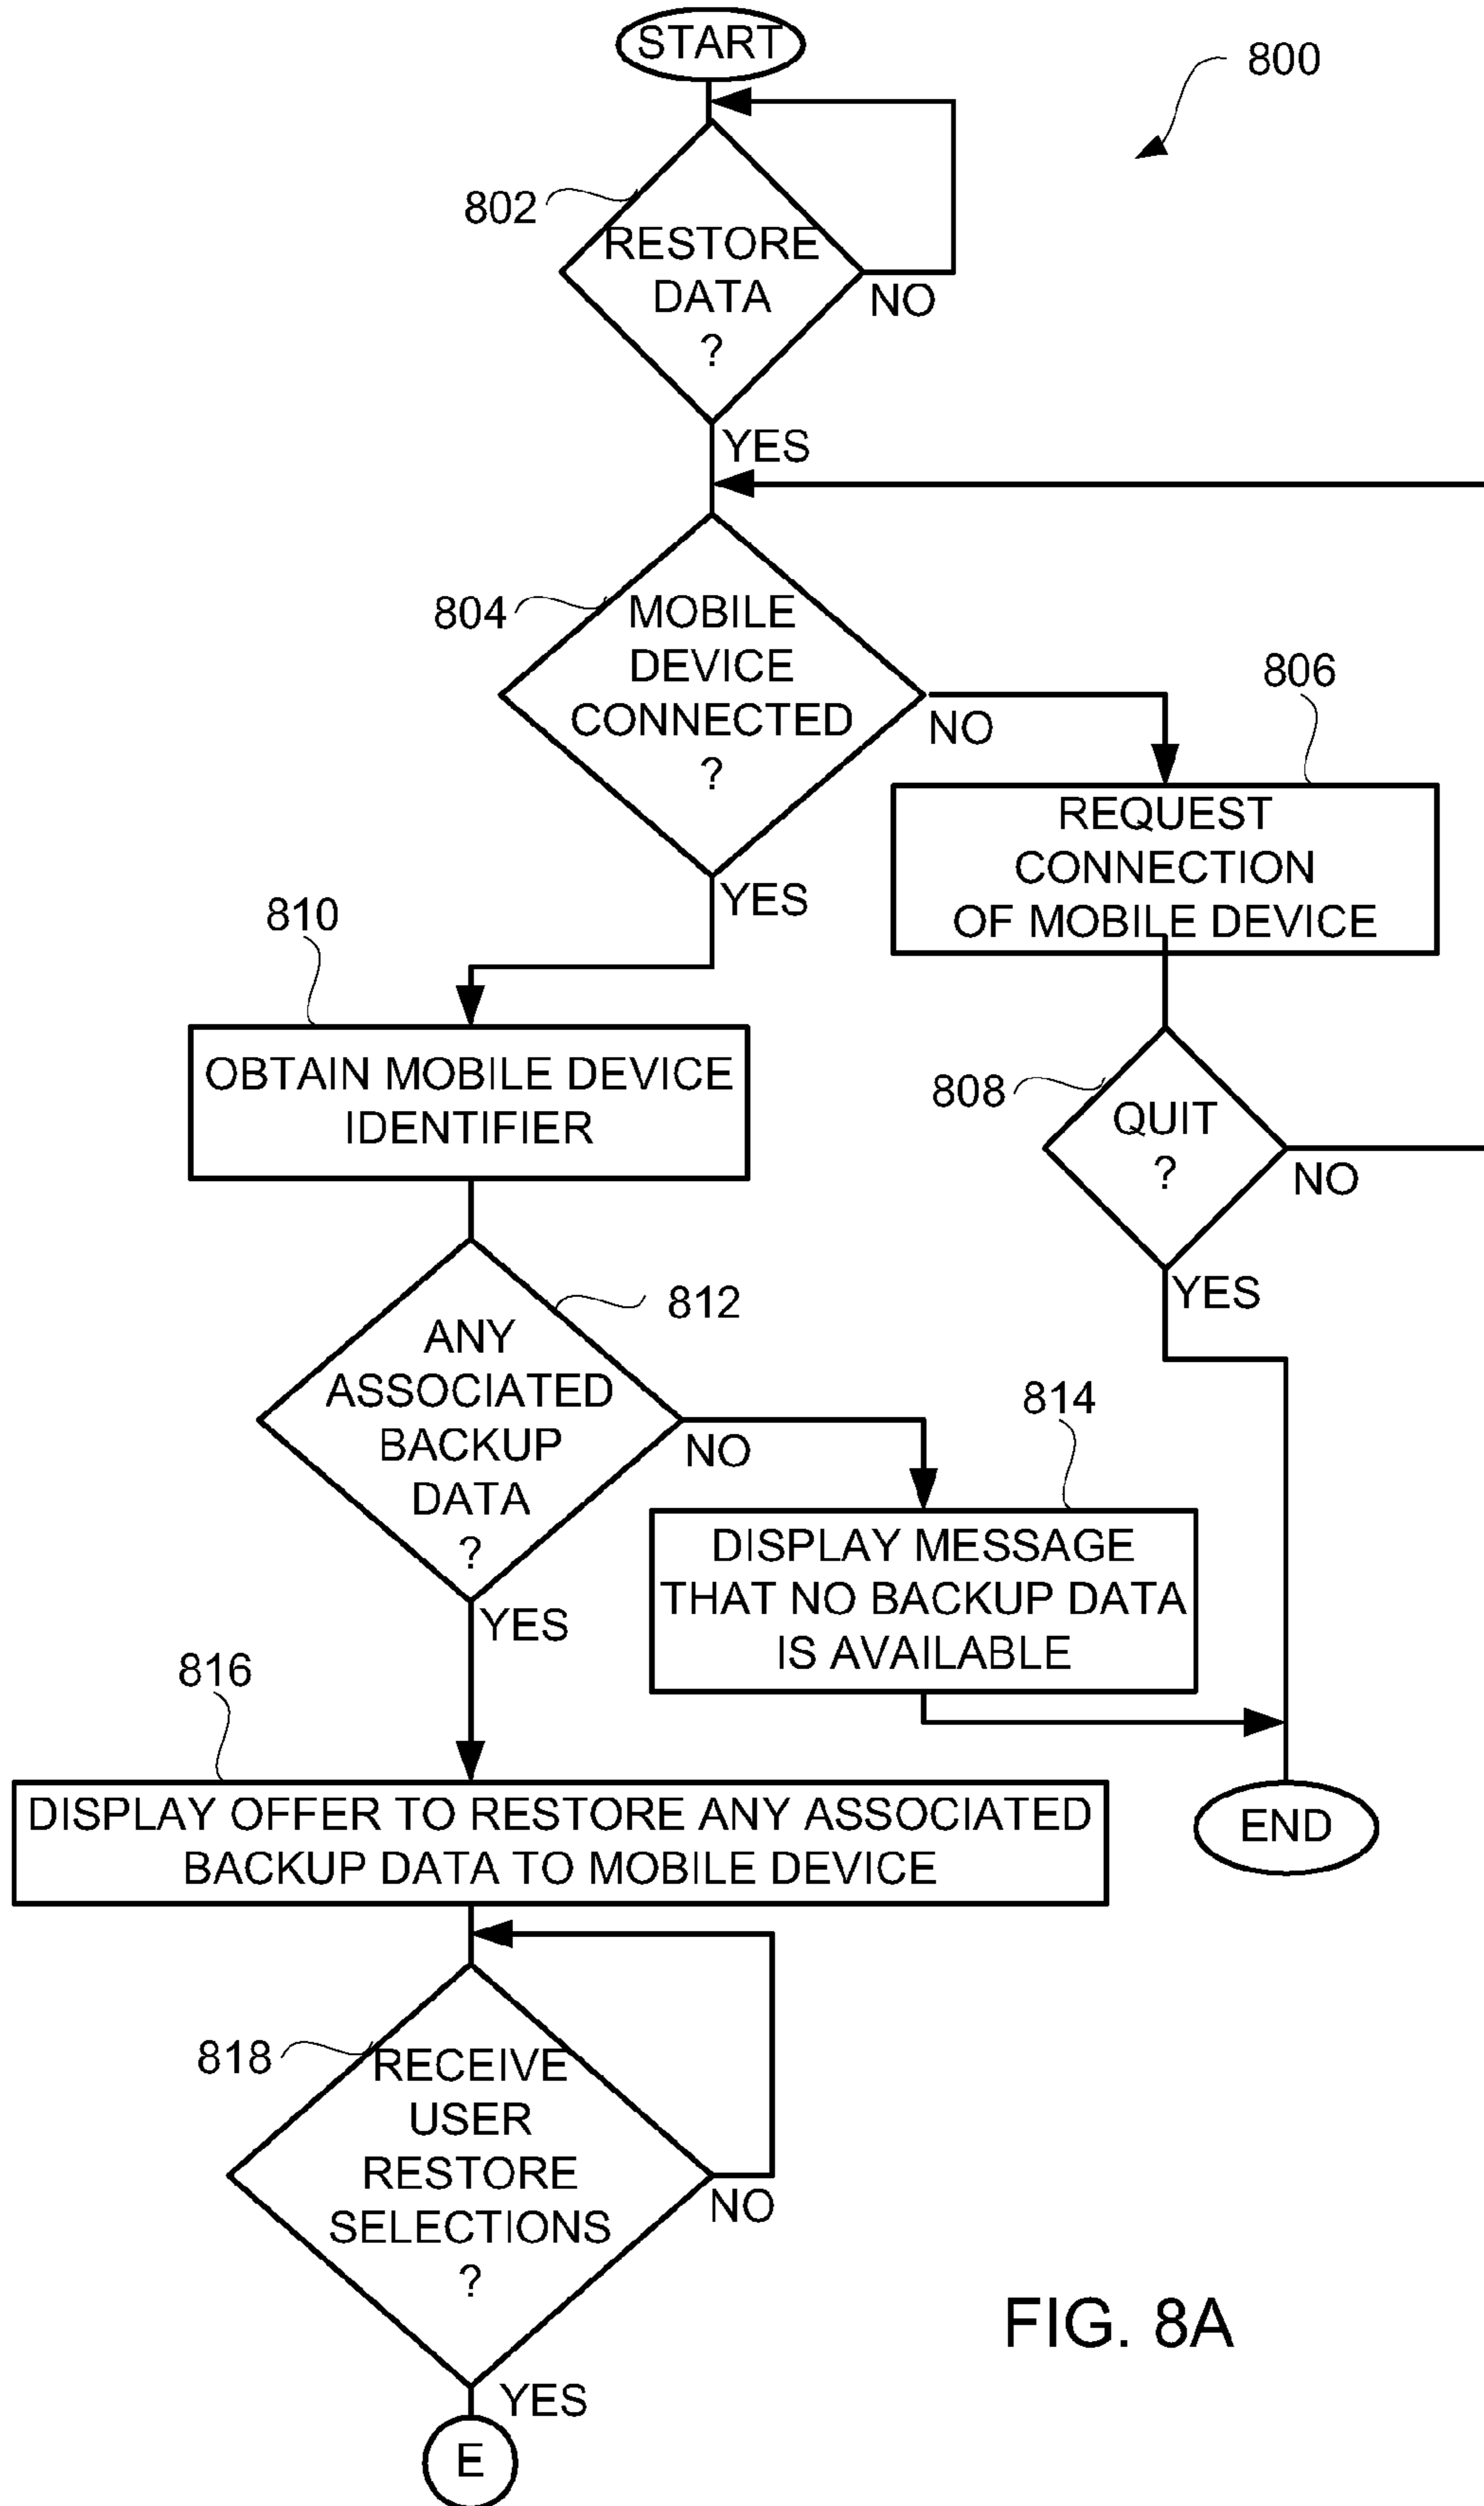 START
800
802
RESTORE
DATA
?
NO
YES
804
MOBILE
DEVICE
CONNECTED
?
NO
806
REQUEST
CONNECTION
OF MOBILE DEVICE
YES
810
OBTAIN MOBILE DEVICE
IDENTIFIER
808
QUIT
?
NO
YES
812
ANY
ASSOCIATED
BACKUP
DATA
?
NO
814
DISPLAY MESSAGE
THAT NO BACKUP DATA
IS AVAILABLE
YES
816
DISPLAY OFFER TO RESTORE ANY ASSOCIATED
BACKUP DATA TO MOBILE DEVICE
END
818
RECEIVE
USER
RESTORE
SELECTIONS
?
NO
YES
E
FIG. 8A